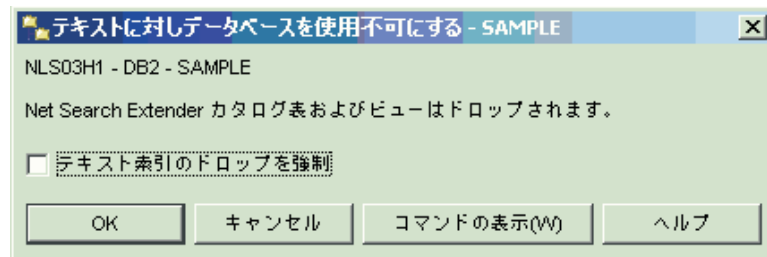 テキストに対しデータベースを使用不可にする - SAMPLE
NLS03H1 - DB2 - SAMPLE
Net Search Extender カタログ表およびビューはドロップされます。
テキスト索引のドロップを強制
OK キャンセル コマンドの表示(W) ヘルプ